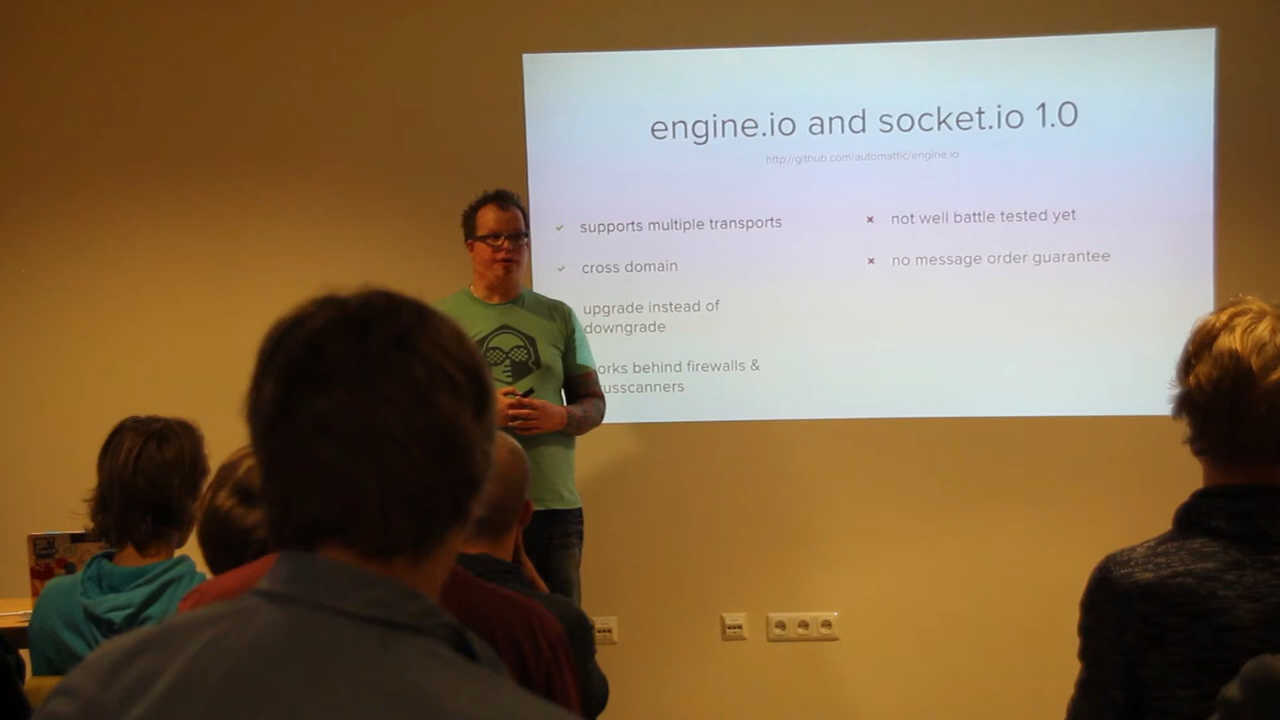 engine.io and socket.io 1.0
http://github.com/automattic/engine.io
supports multiple transports
cross domain
upgrade instead of
downgrade
orks behind firewalls &
usscanners
not well battle tested yet
no message order guarantee